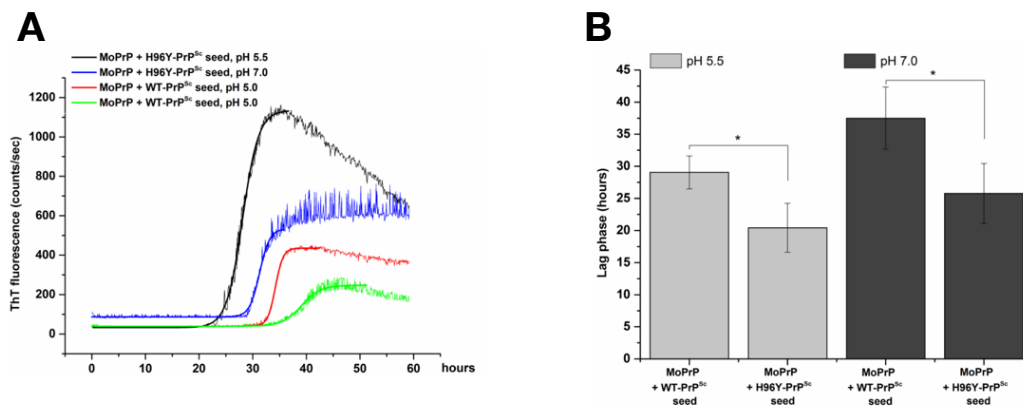 A
MoPrP + H96Y-PrPSc seed, pH 5.5
MoPrP + H96Y-PrPSc seed, pH 7.0
MoPrP + WT-PrPSc seed, pH 5.0
MoPrP + WT-PrPSc seed, pH 5.0
ThT fluorescence (counts/sec)
1200
1000
800
600
400
200
0
0 10 20 30 40 50 60 hours
B
pH 5.5 pH 7.0
Lag phase (hours)
45
40
35
30
25
20
15
10
5
0
* *
MoPrP MoPrP MoPrP MoPrP
+ WT-PrPSc + H96Y-PrPSc + WT-PrPSc + H96Y-PrPSc
seed seed seed seed